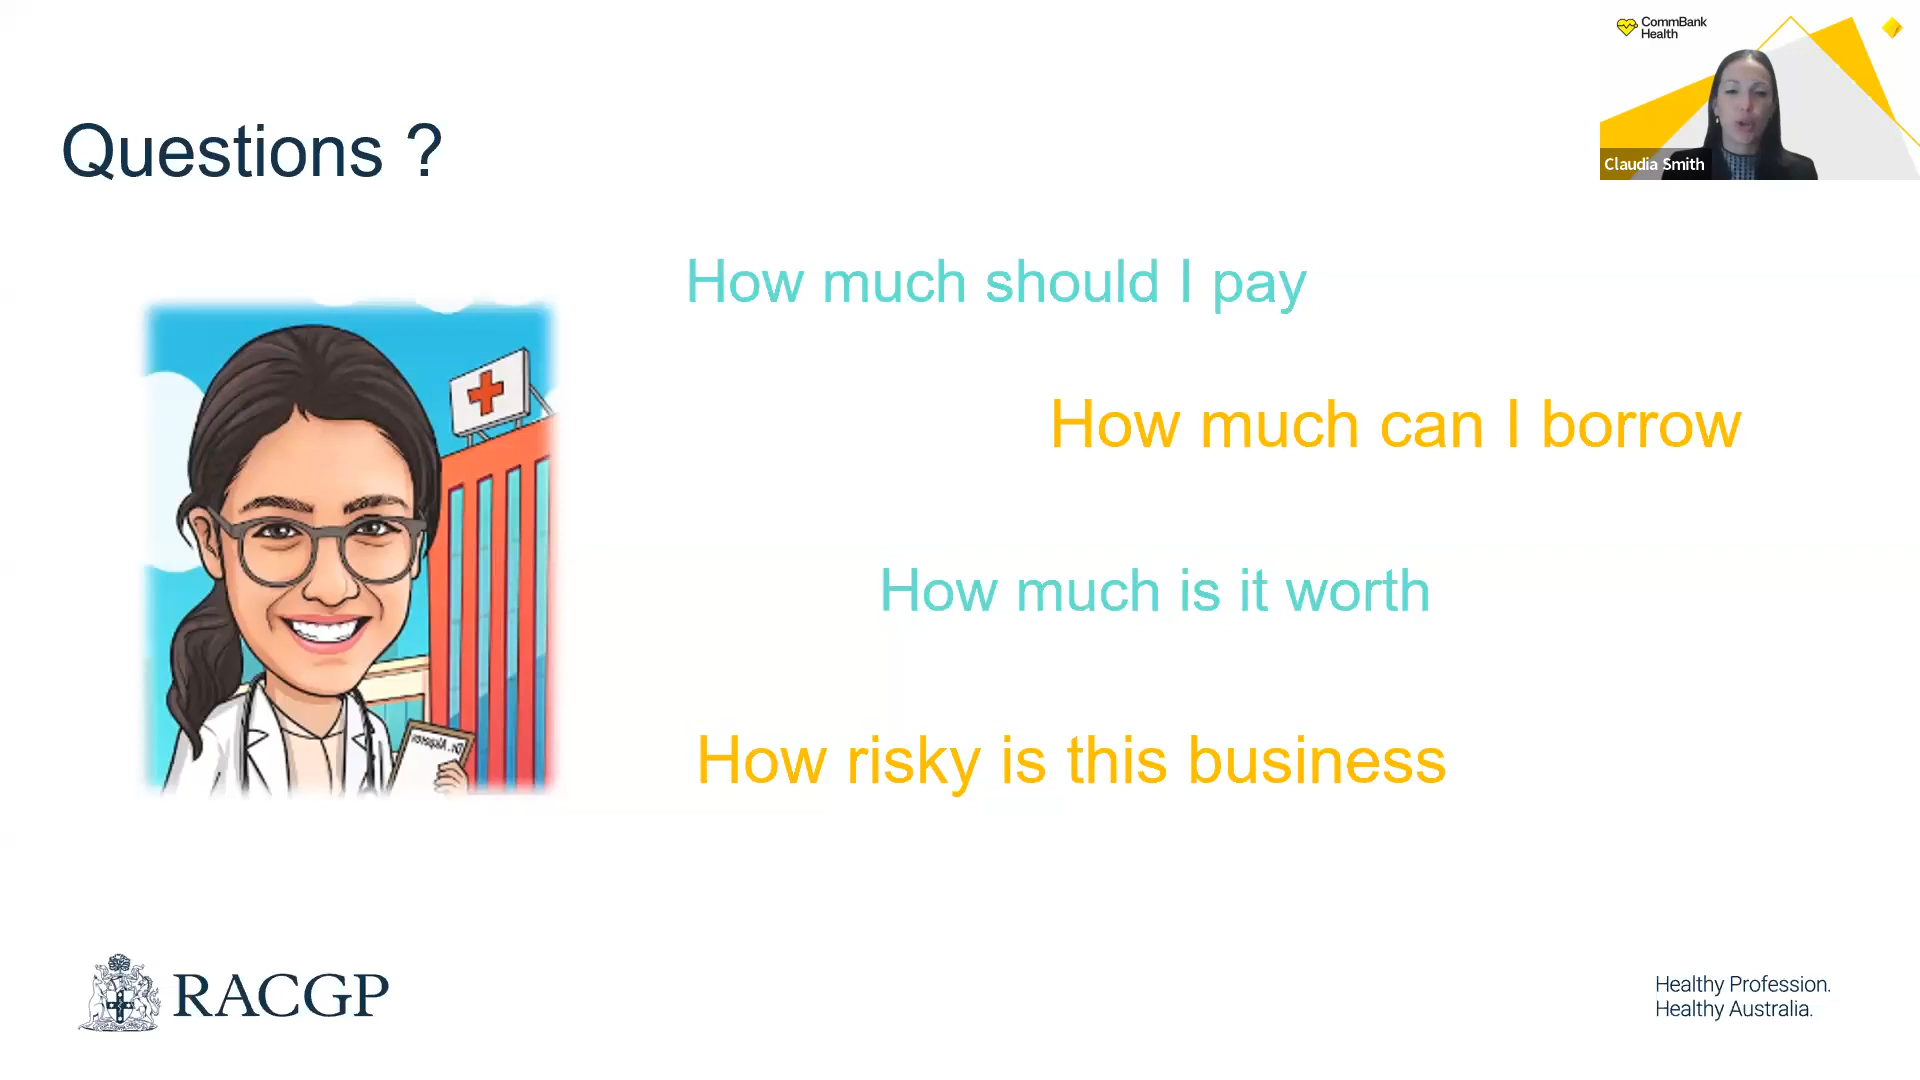 CommBank
Health
Claudia Smith
Questions ?
How much should I pay
How much can I borrow
How much is it worth
How risky is this business
RACGP
Healthy Profession.
Healthy Australia.